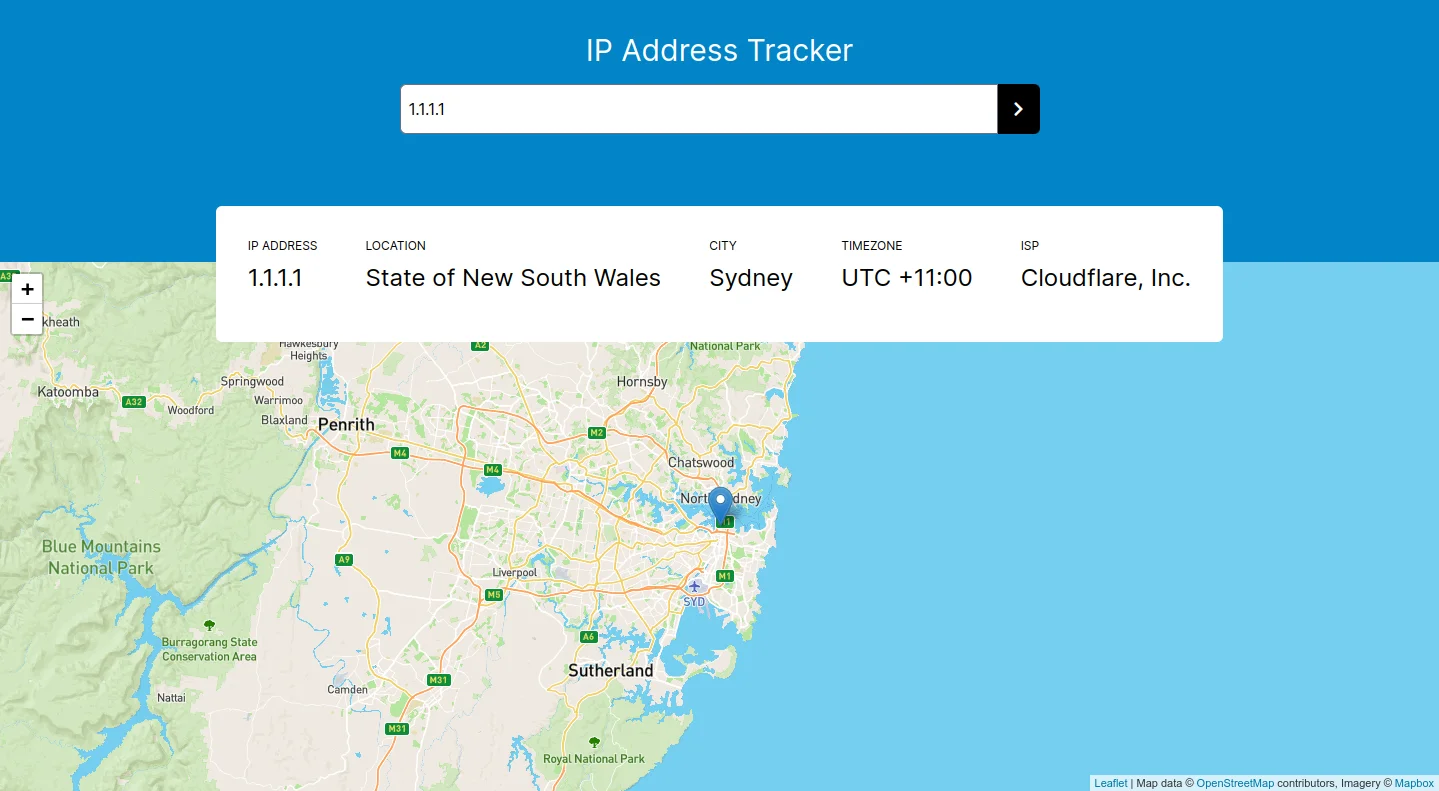 IP Address Tracker
1.1.1.1
IP ADDRESS
1.1.1.1
LOCATION
State of New South Wales
CITY
Sydney
TIMEZONE
UTC +11:00
ISP
Cloudflare, Inc.
+
−
kheath
Hawkesbury
Heights
A2
National Park
Springwood
Hornsby
Katoomba
A32
Warrimoo
Woodford
Blaxland
Penrith
M2
M4
M4
Chatswood
Blue Mountains
National Park
A9
Liverpool
M1
SYD
M5
Burragorang State
Conservation Area
A6
Sutherland
M31
Camden
Nattai
M31
Royal National Park
Leaflet | Map data © OpenStreetMap contributors, Imagery © Mapbox